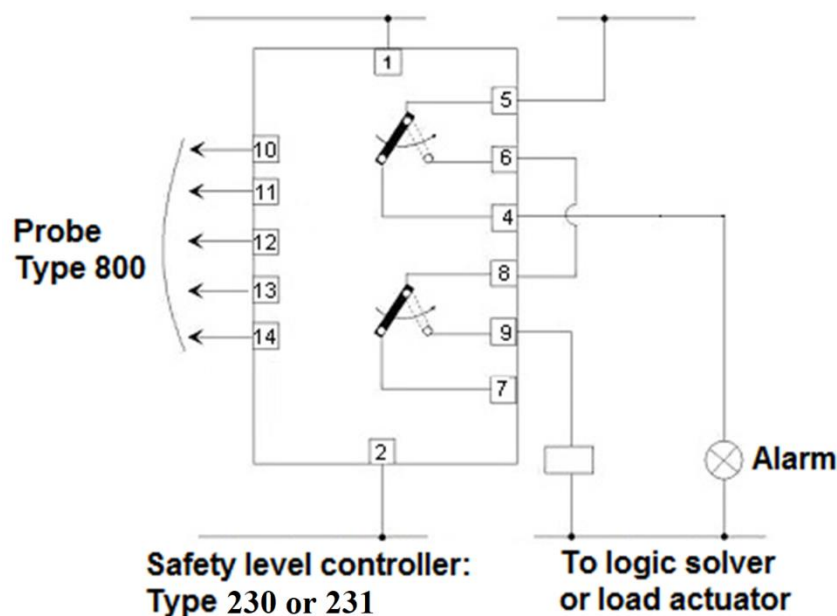 1
5
10
6
11
4
Probe
Type 800
12
8
13
9
14
7
2
Alarm
Safety level controller:
Type 230 or 231
To logic solver
or load actuator